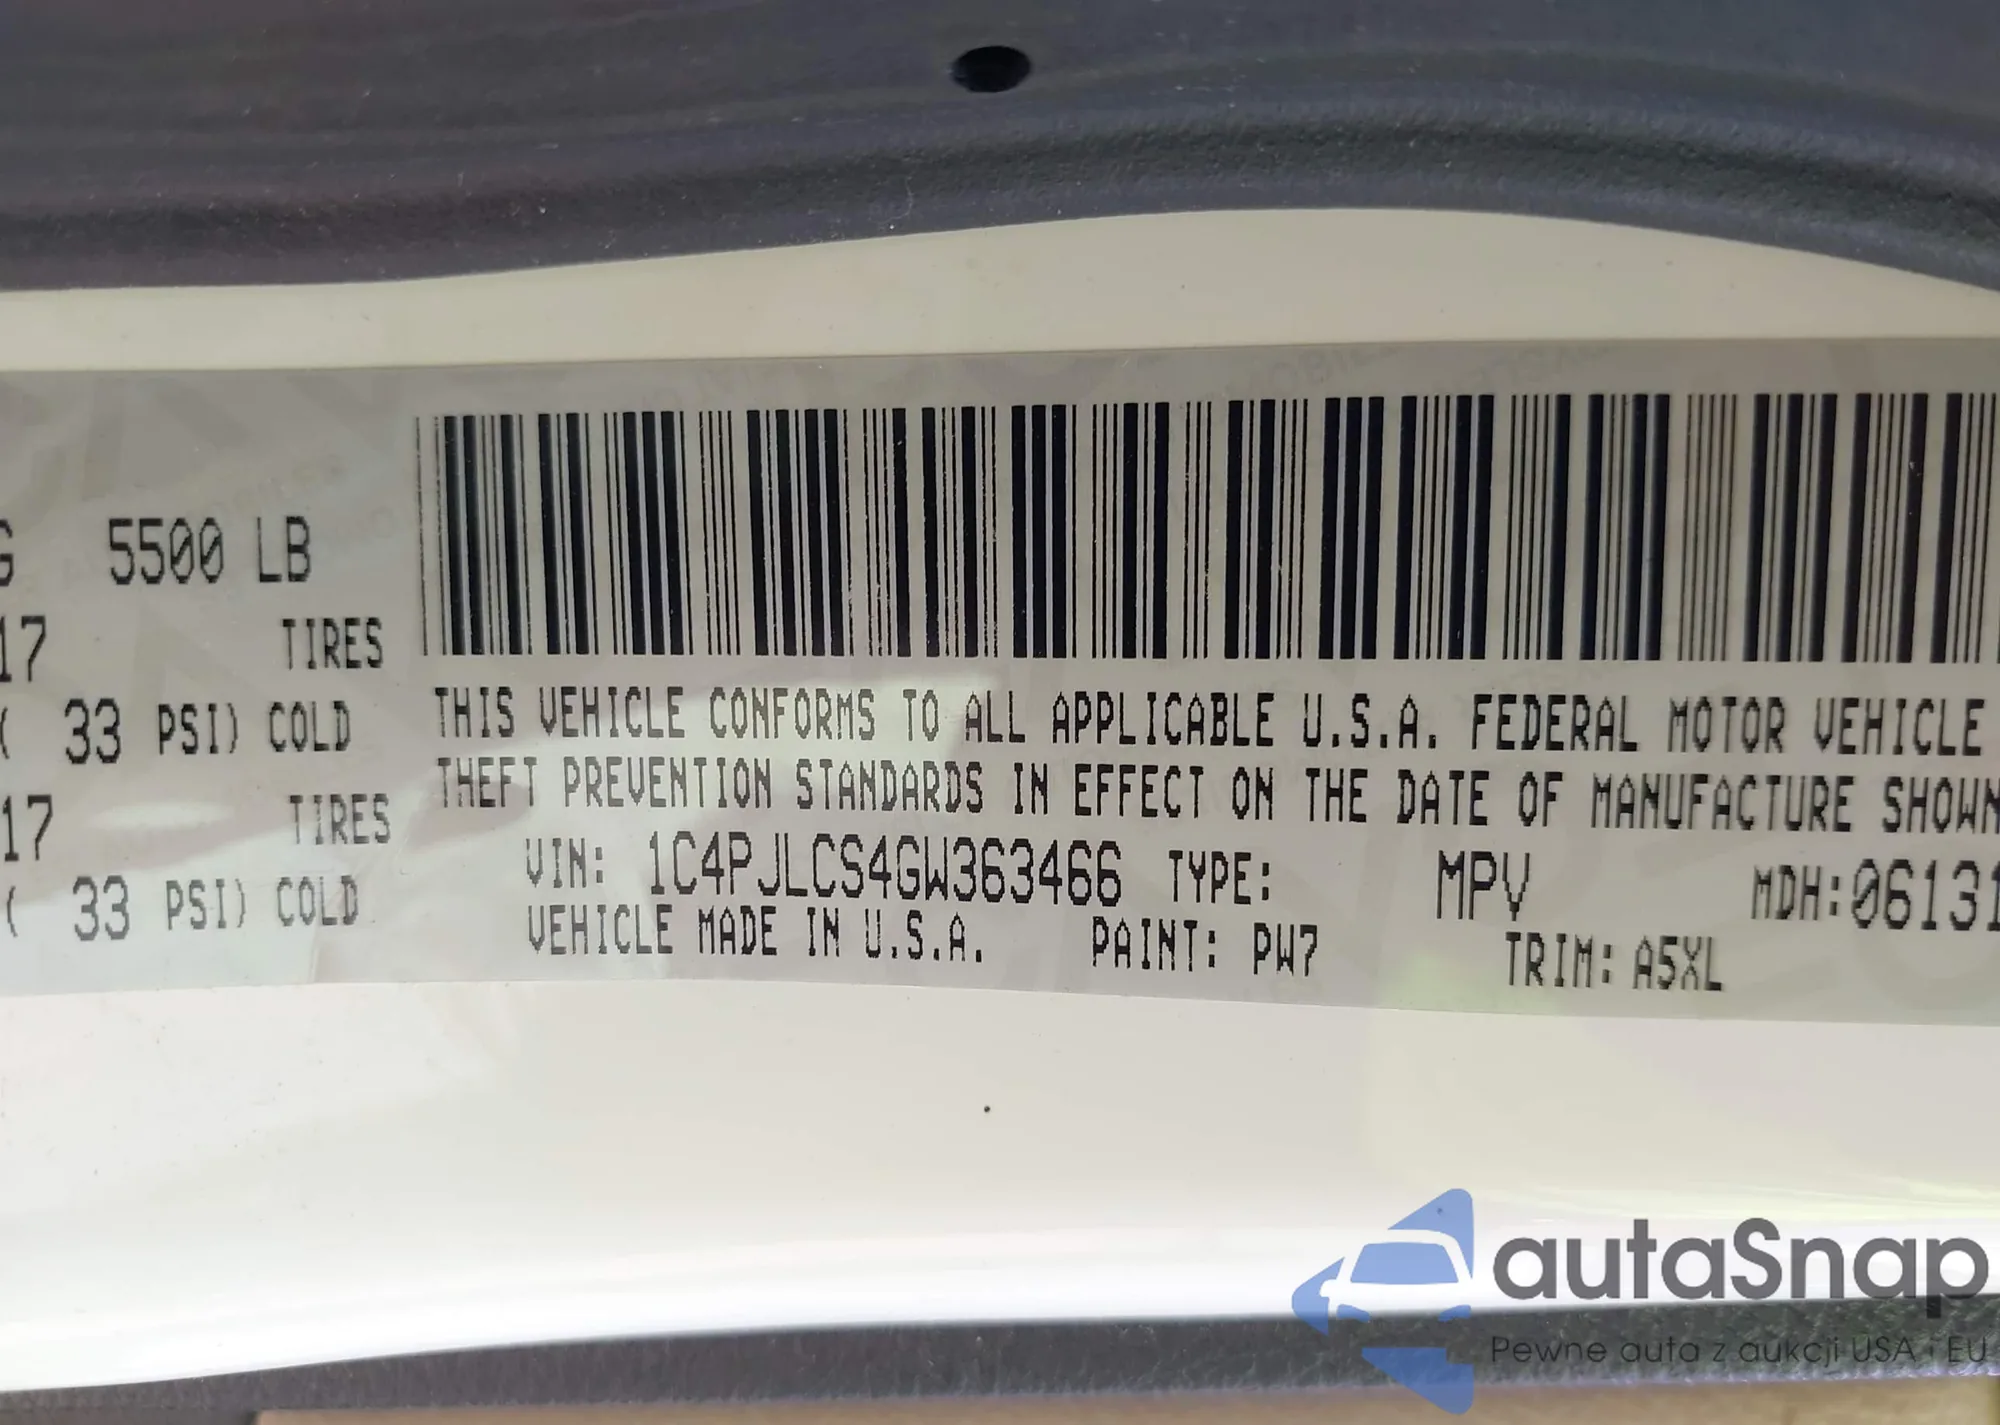 G 5500 LB
17 TIRES
( 33 PSI) COLD
17 TIRES
( 33 PSI) COLD
THIS VEHICLE CONFORMS TO ALL APPLICABLE U.S.A. FEDERAL MOTOR VEHICLE
THEFT PREVENTION STANDARDS IN EFFECT ON THE DATE OF MANUFACTURE SHOWN
VIN: 1C4PJLCS4GW363466 TYPE: MPV MDH:06131
VEHICLE MADE IN U.S.A. PAINT: PW7 TRIM: A5XL
autaSnap
Pewne auta z aukcji USA i EU